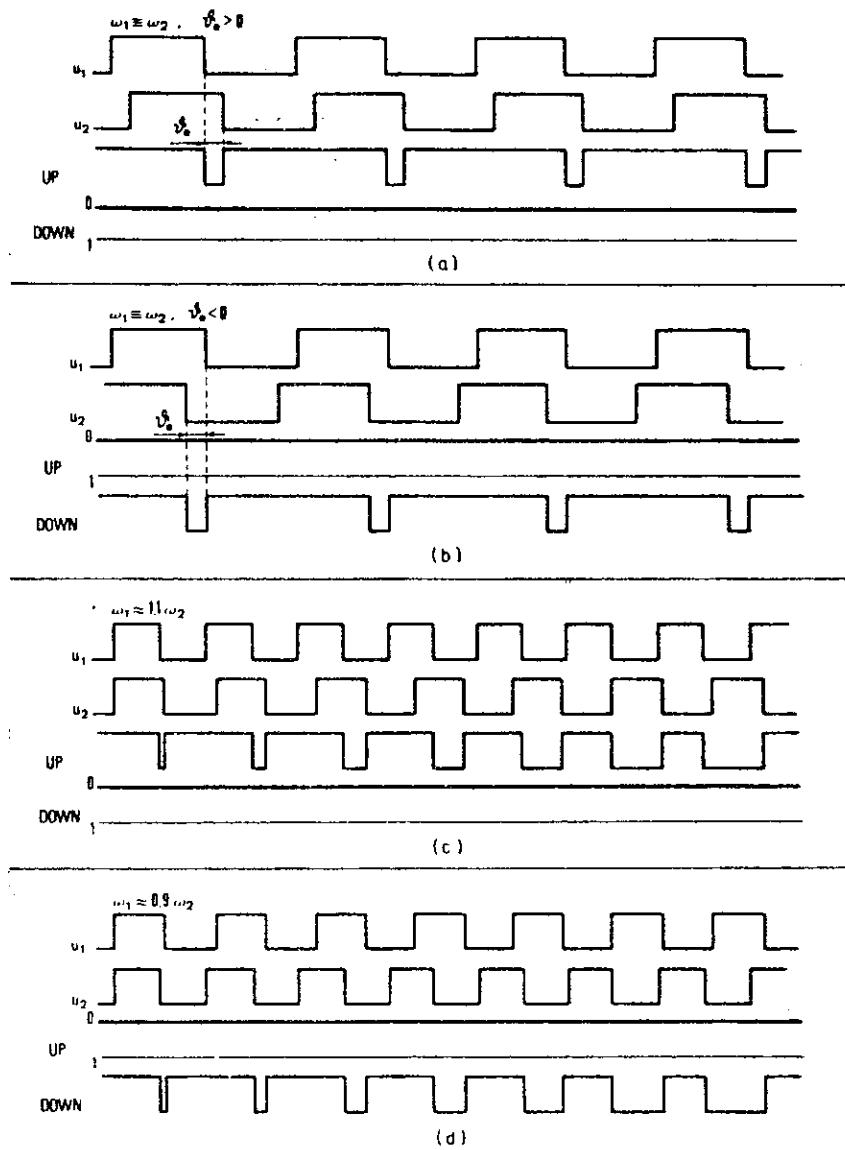 ω₁ ≡ ω₂ , ϑₑ > 0
u₁
u₂
ϑₑ
UP
0
DOWN
1
(a)
ω₁ ≡ ω₂ , ϑₑ < 0
u₁
u₂
0
ϑₑ
UP
1
DOWN
(b)
ω₁ ≈ 1.1 ω₂
u₁
u₂
UP
0
DOWN
1
(c)
ω₁ ≈ 0.9 ω₂
u₁
u₂
0
UP
1
DOWN
(d)